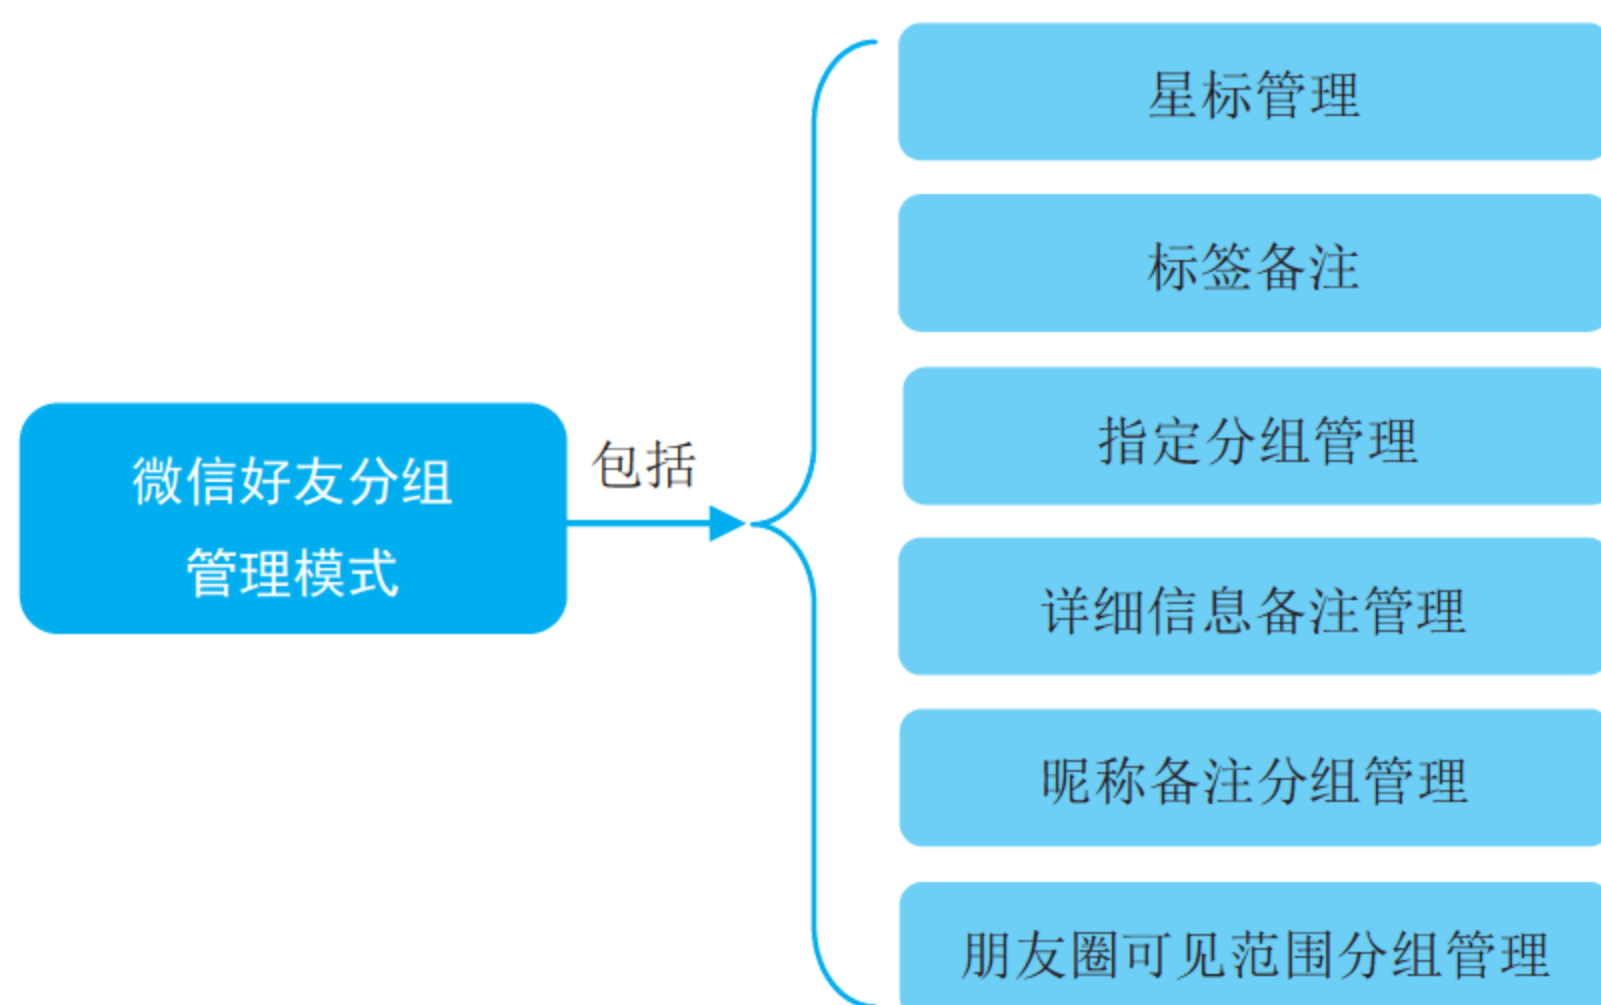 微信好友分组
管理模式
包括
星标管理
标签备注
指定分组管理
详细信息备注管理
昵称备注分组管理
朋友圈可见范围分组管理